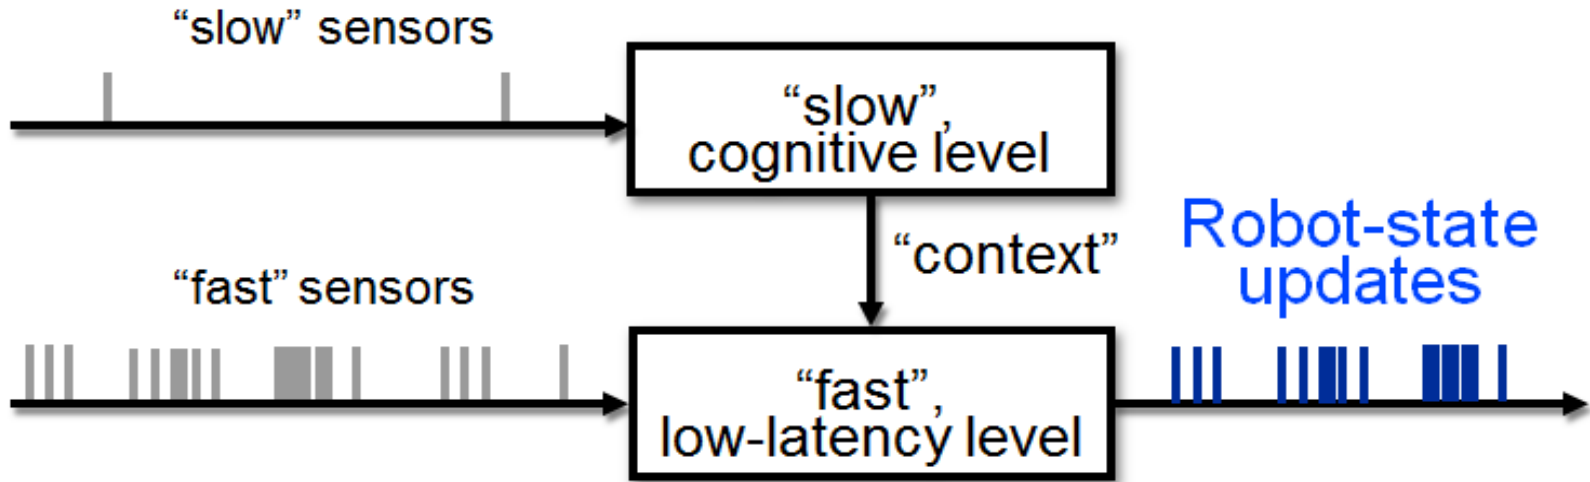 “slow” sensors
“slow”,
cognitive level
“context”
Robot-state
updates
“fast” sensors
“fast”,
low-latency level